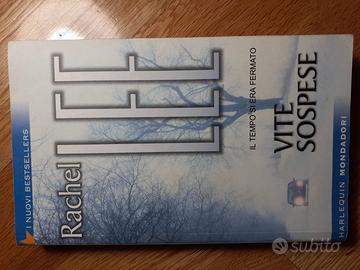 I NUOVI BESTSELLERS
Rachel
LEE
IL TEMPO SI ERA FERMATO
VITE
SOSPESE
HARLEQUIN MONDADORI
subito